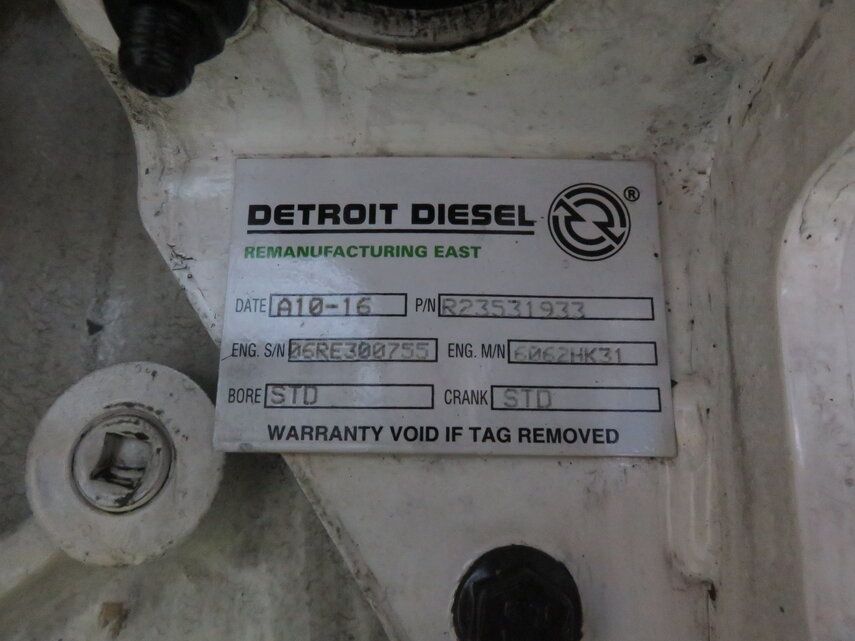 DETROIT DIESEL ®
REMANUFACTURING EAST
DATE A10-16 P/N R23531933
ENG. S/N 06RE300755 ENG. M/N 6062HK31
BORE STD CRANK STD
WARRANTY VOID IF TAG REMOVED